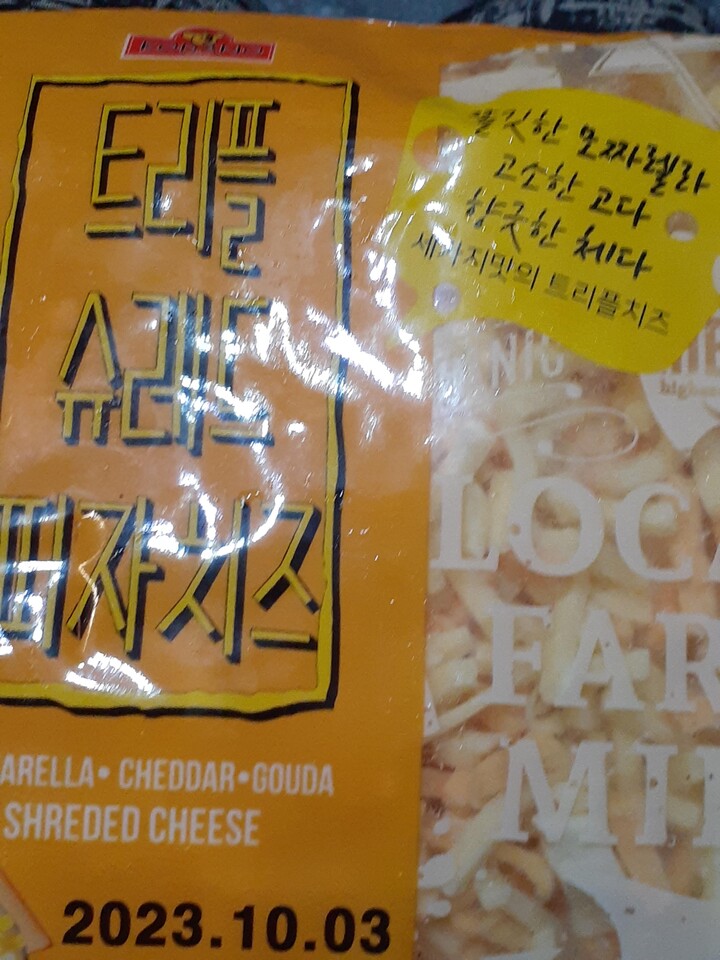 트리플
슈레드
피자치즈
쫄깃한 모짜렐라
고소한 고다
향긋한 체다
세가지맛의 트리플치즈
ARELLA• CHEDDAR•GOUDA
SHREDED CHEESE
2023.10.03
LOCA
FAR
MI